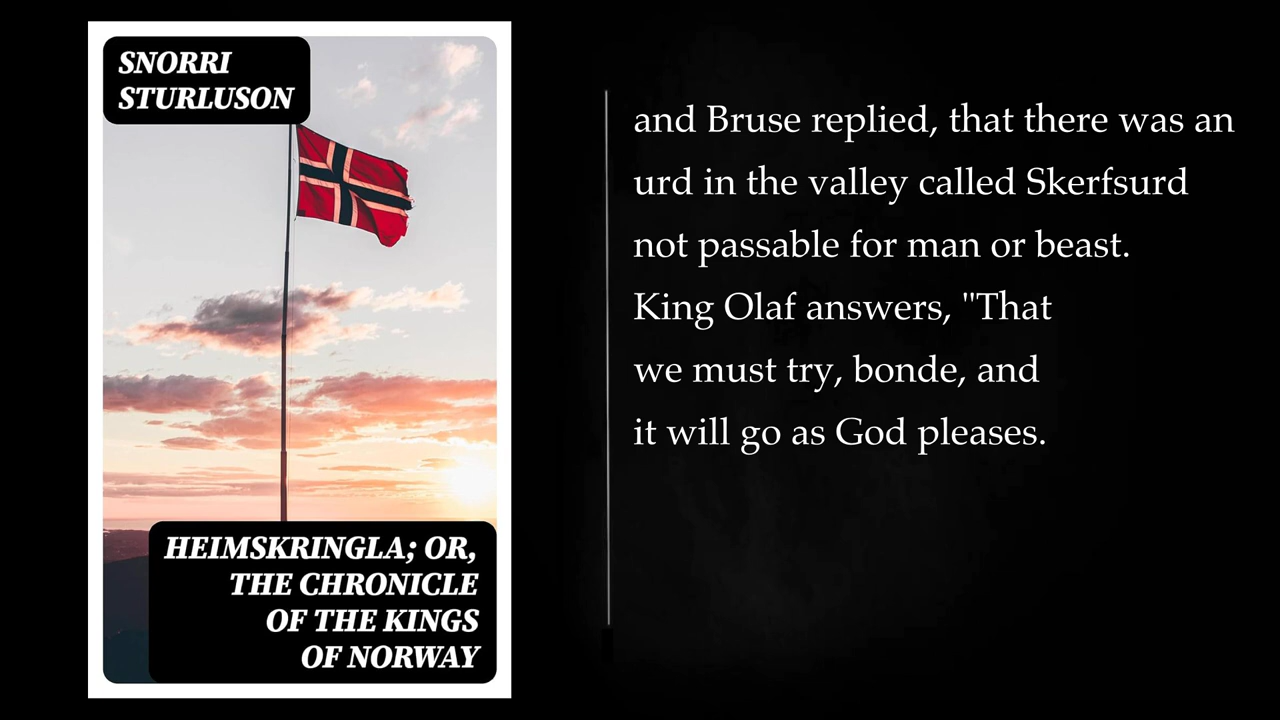 SNORRI
STURLUSON
HEIMSKRINGLA; OR,
THE CHRONICLE
OF THE KINGS
OF NORWAY
and Bruse replied, that there was an
urd in the valley called Skerfsurd
not passable for man or beast.
King Olaf answers, "That
we must try, bonde, and
it will go as God pleases.